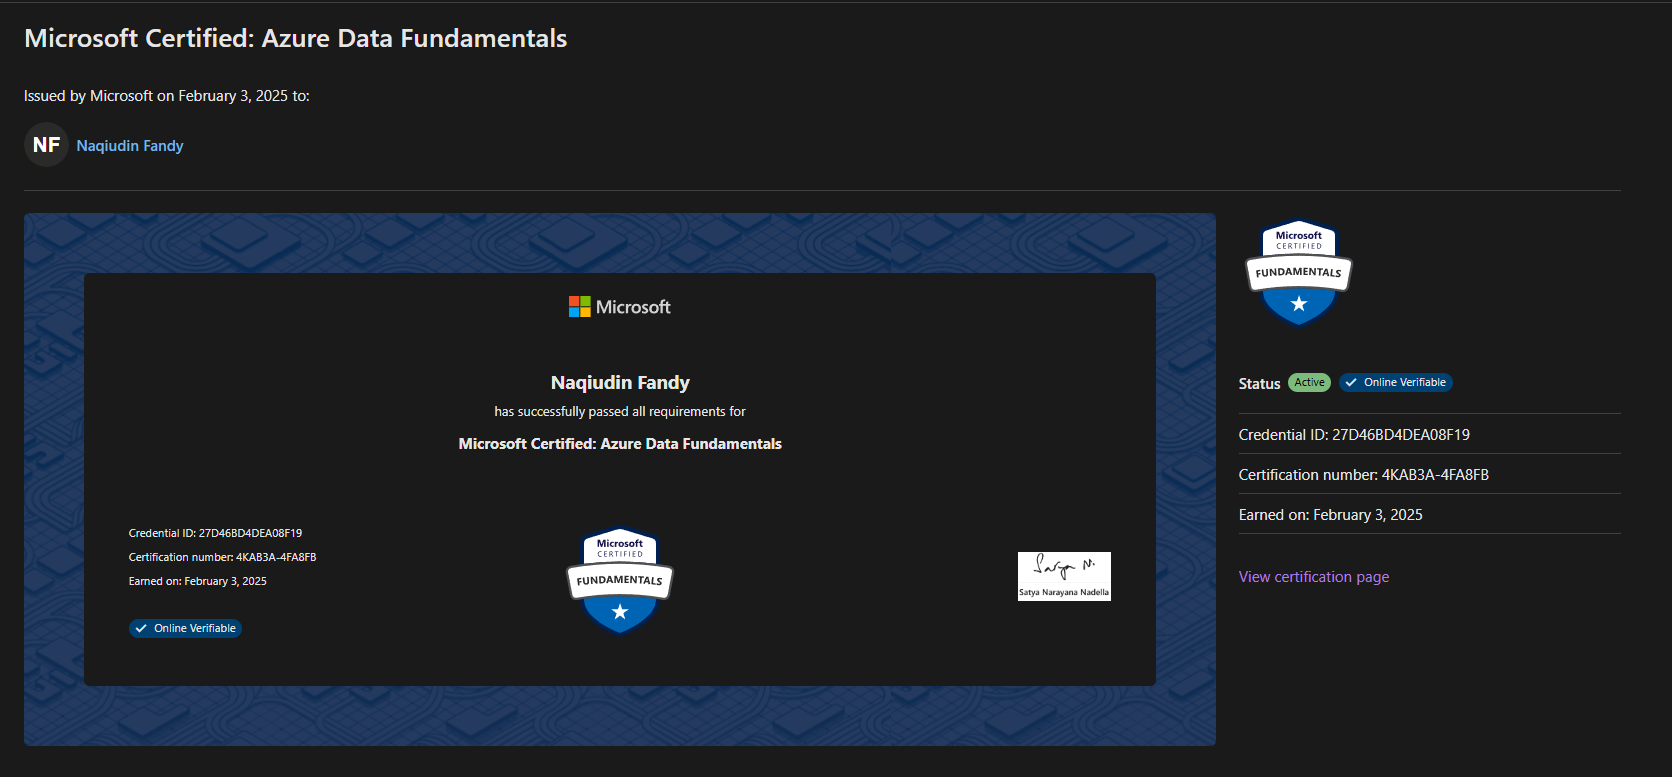 Microsoft Certified: Azure Data Fundamentals
Issued by Microsoft on February 3, 2025 to:
NF Naqiudin Fandy
Microsoft
Naqiudin Fandy
has successfully passed all requirements for
Microsoft Certified: Azure Data Fundamentals
Credential ID: 27D46BD4DEA08F19
Certification number: 4KAB3A-4FA8FB
Earned on: February 3, 2025
Online Verifiable
Microsoft
CERTIFIED
FUNDAMENTALS
Satya N.
Satya Narayana Nadella
Microsoft
CERTIFIED
FUNDAMENTALS
Status Active Online Verifiable
Credential ID: 27D46BD4DEA08F19
Certification number: 4KAB3A-4FA8FB
Earned on: February 3, 2025
View certification page